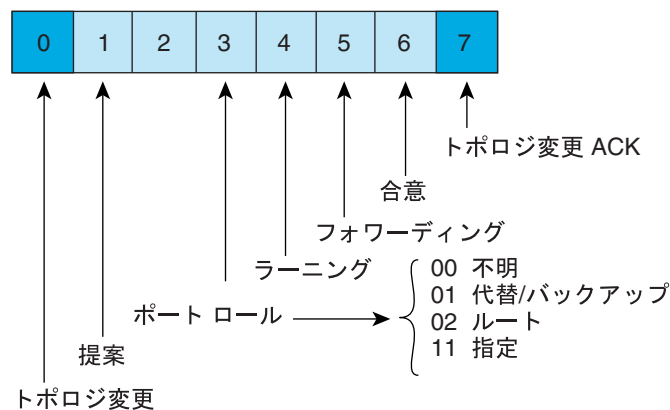 0 1 2 3 4 5 6 7
トポロジ変更 ACK
合意
フォワーディング
ラーニング
ポート ロール
00 不明
01 代替/バックアップ
02 ルート
11 指定
提案
トポロジ変更